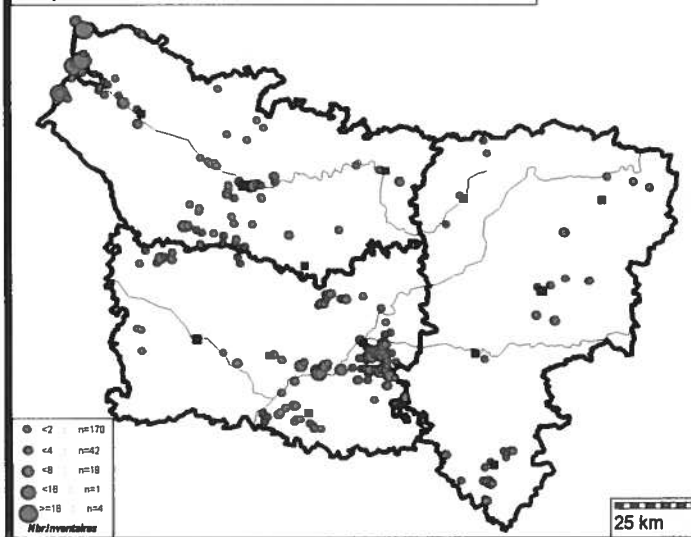 <2 : n=170
<4 : n=42
<8 : n=18
<16 : n=1
>=16 : n=4
Nbr.Inventaires
25 km